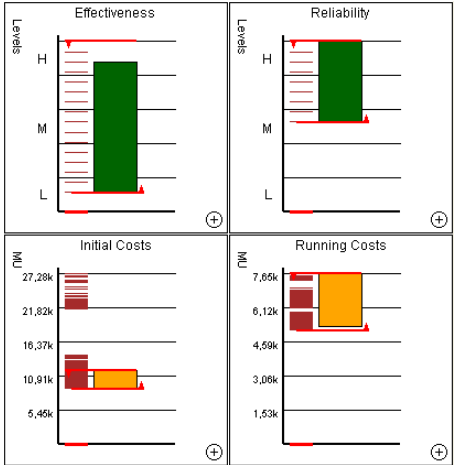 Effectiveness
Levels
H
M
L
Reliability
Levels
H
M
L
Initial Costs
MU
27,28k
21,82k
16,37k
10,91k
5,45k
Running Costs
MU
7,65k
6,12k
4,59k
3,06k
1,53k